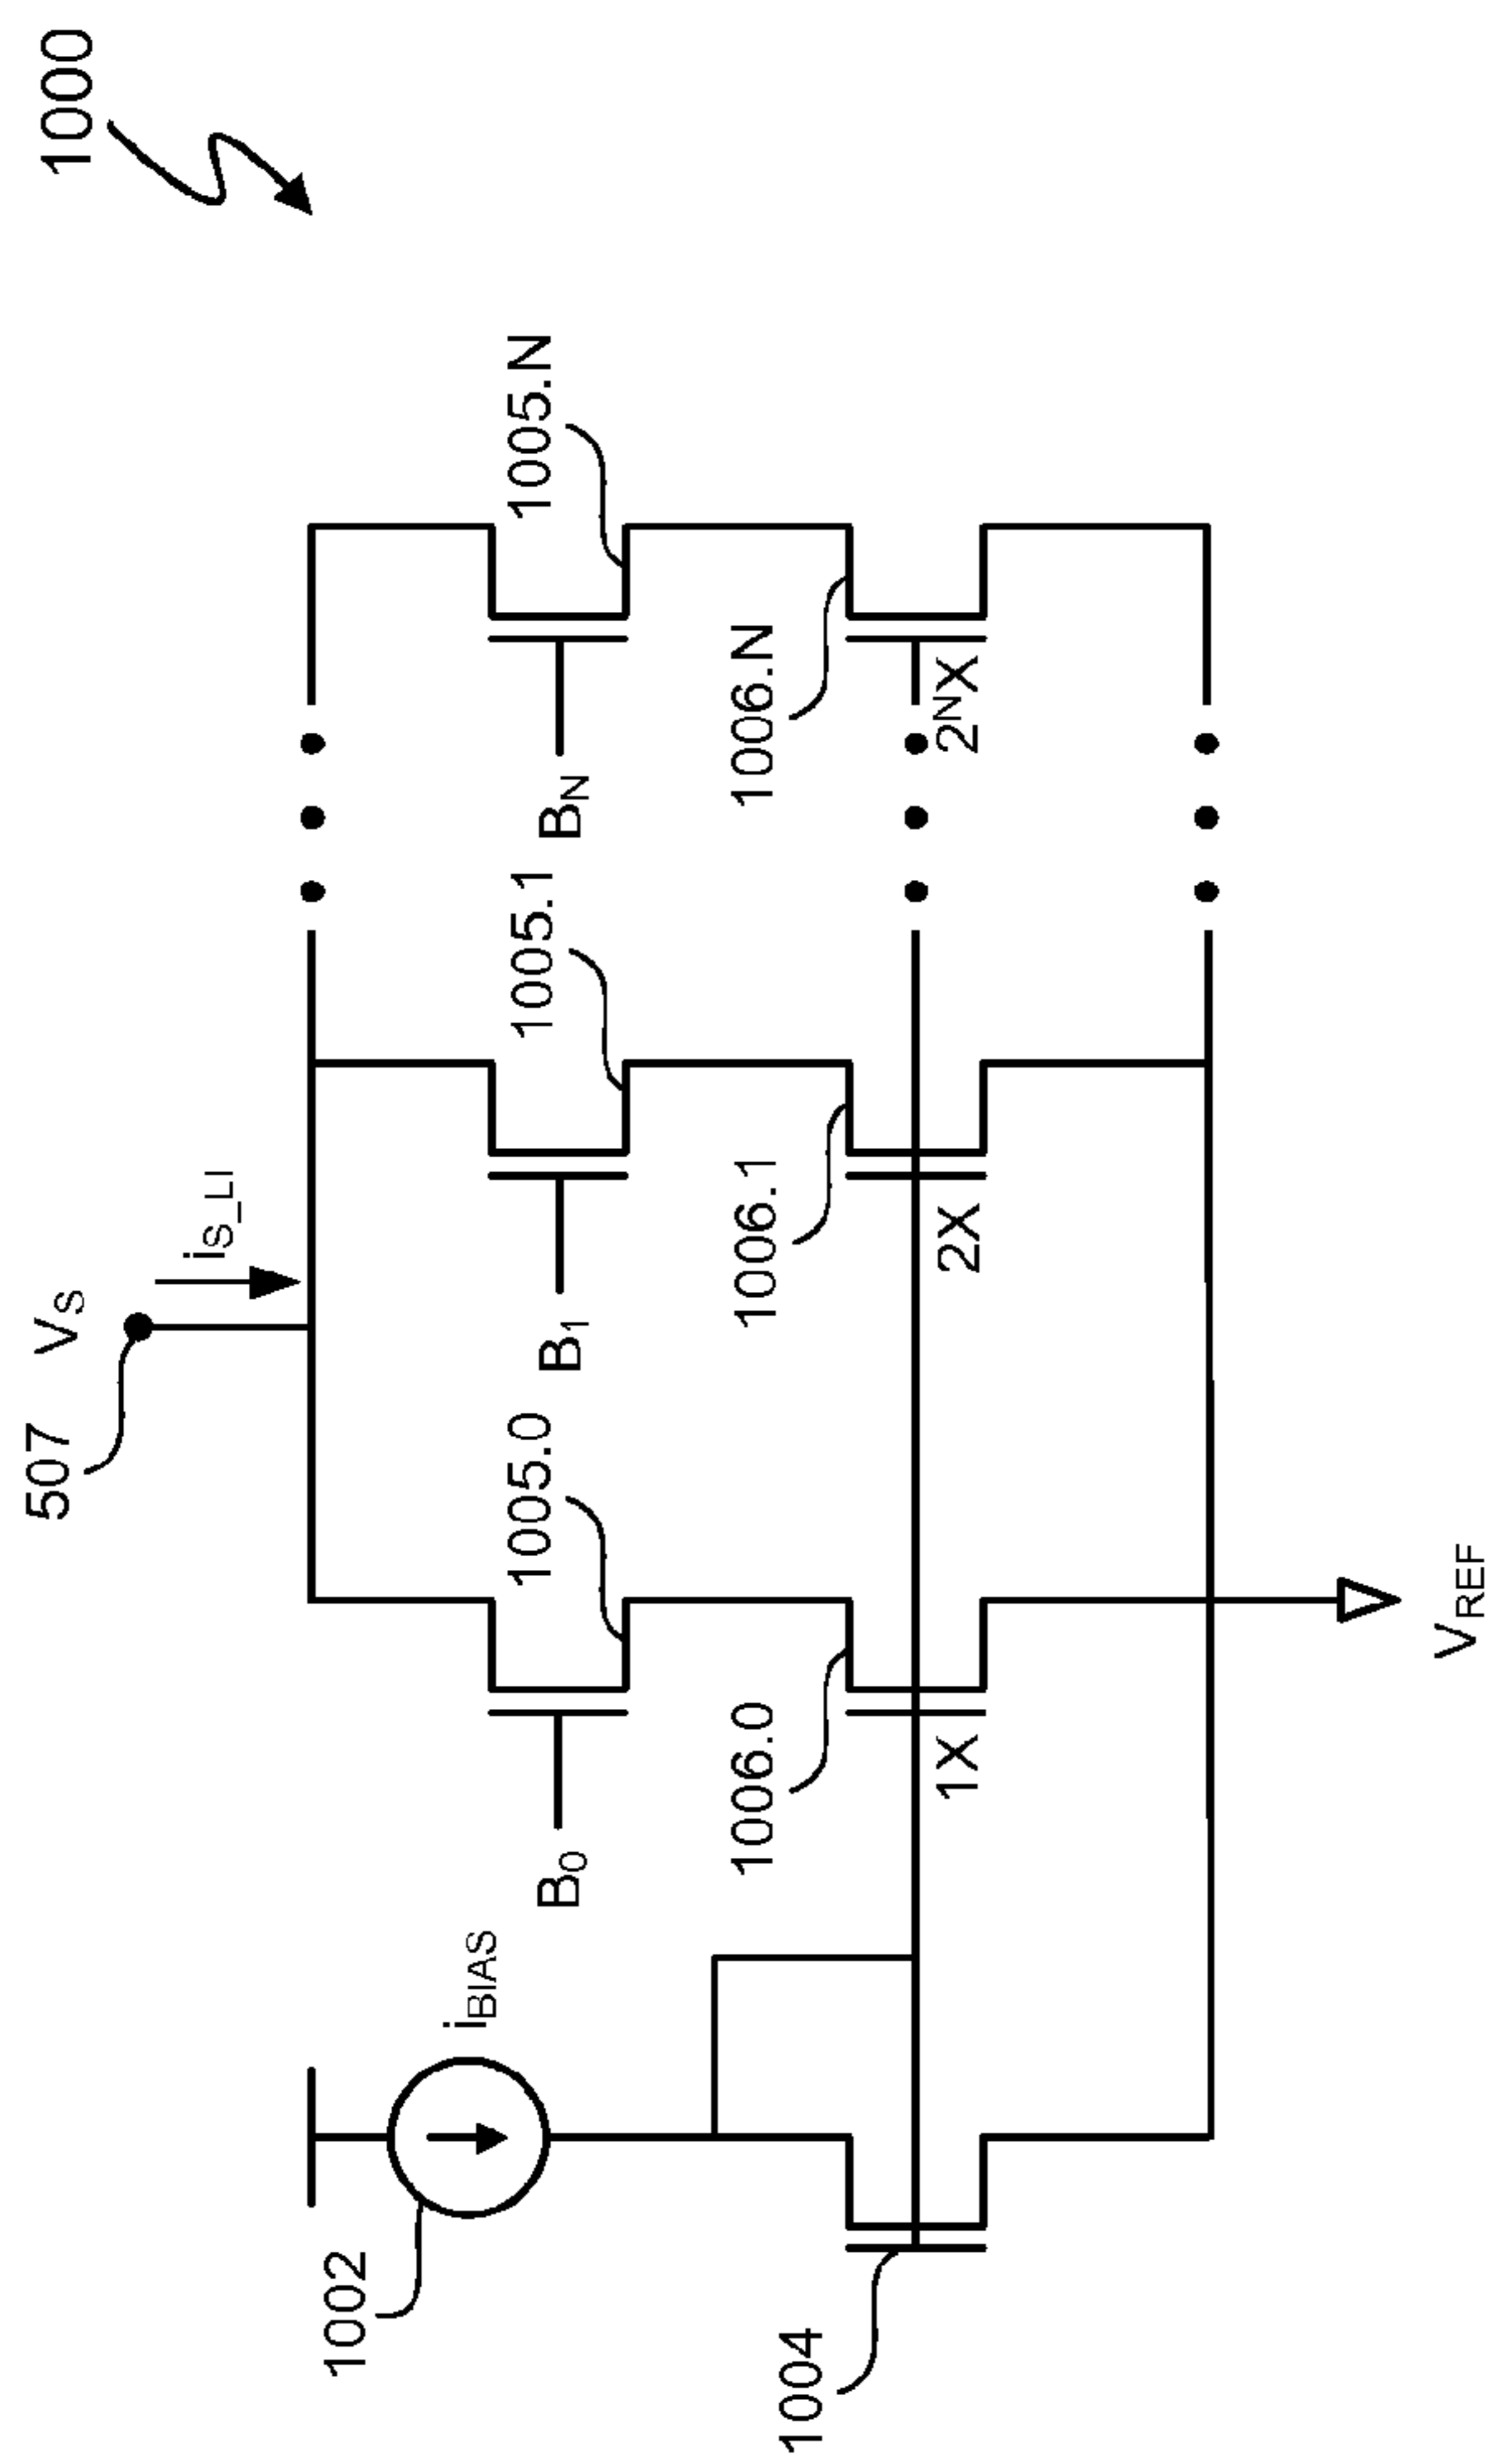 1000
507
V_S
i_S_LI
1002
i_BIAS
B_0
1005.0
B_1
1005.1
B_N
1005.N
1006.0
1006.1
1006.N
1004
1X
2X
2^N X
V_REF